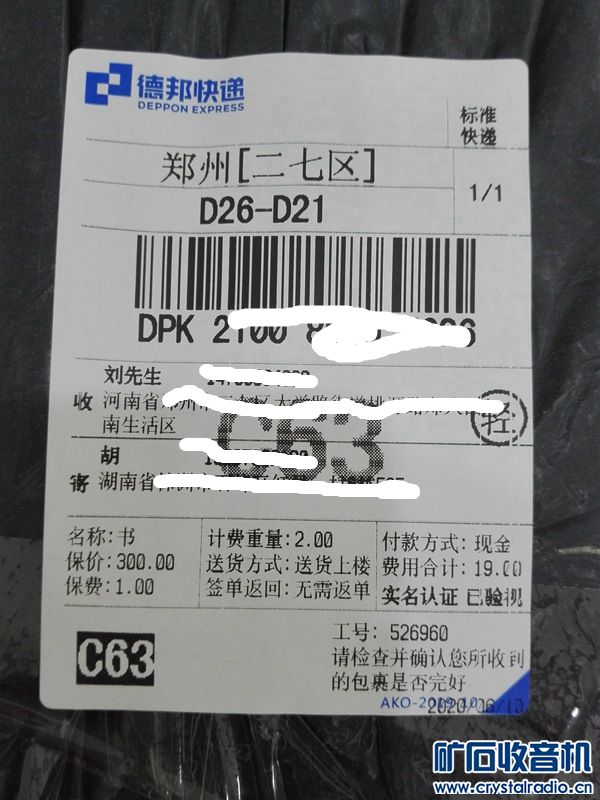 德邦快递
DEPPON EXPRESS
标准
快递
郑州[二七区]
D26-D21
1/1
DPK 2100
刘先生
收
河南省郑州市
南生活区
C63
胡
寄
湖南省
名称:书
保价:300.00
保费:1.00
计费重量:2.00
送货方式:送货上楼
签单返回:无需返单
付款方式:现金
费用合计:19.00
实名认证 已验视
C63
工号: 526960
请检查并确认您所收到
的包裹是否完好
AKO-2019-10
2020/06/10
矿石收音机
www.crystalradio.cn